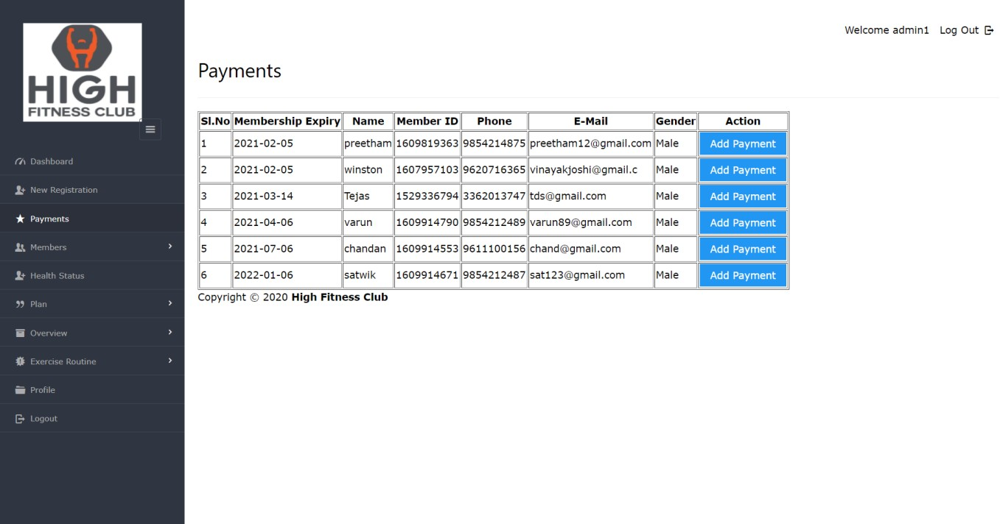 HIGH
FITNESS CLUB
Welcome admin1 Log Out
Dashboard
New Registration
Payments
Members
Health Status
Plan
Overview
Exercise Routine
Profile
Logout
Payments
Sl.No Membership Expiry Name Member ID Phone E-Mail Gender Action
1 2021-02-05 preetham 1609819363 9854214875 preetham12@gmail.com Male Add Payment
2 2021-02-05 winston 1607957103 9620716365 vinayakjoshi@gmail.c Male Add Payment
3 2021-03-14 Tejas 1529336794 3362013747 tds@gmail.com Male Add Payment
4 2021-04-06 varun 1609914790 9854212489 varun89@gmail.com Male Add Payment
5 2021-07-06 chandan 1609914553 9611100156 chand@gmail.com Male Add Payment
6 2022-01-06 satwik 1609914671 9854212487 sat123@gmail.com Male Add Payment
Copyright © 2020 High Fitness Club